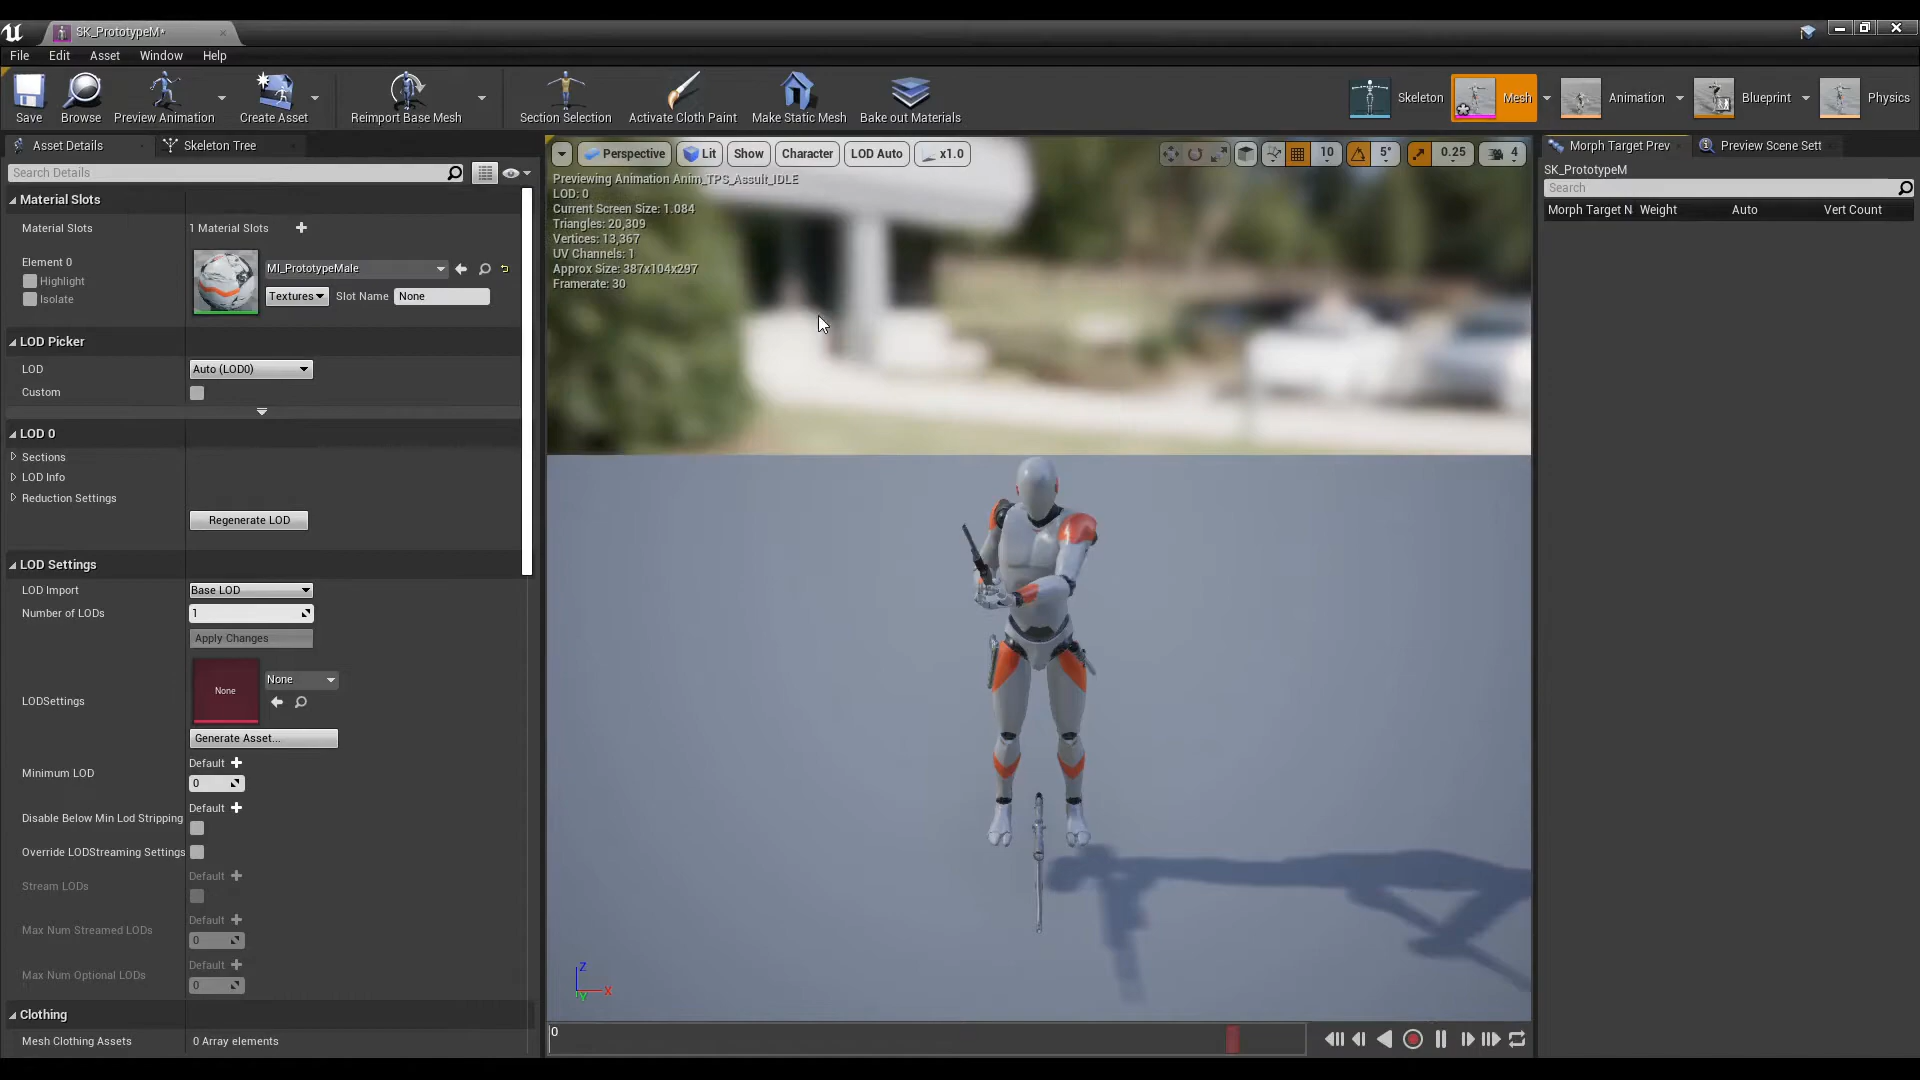 SK_PrototypeM*
File Edit Asset Window Help
Save Browse Preview Animation Create Asset Reimport Base Mesh Section Selection Activate Cloth Paint Make Static Mesh Bake out Materials Skeleton Mesh Animation Blueprint Physics
Asset Details Skeleton Tree
Search Details
Material Slots
Material Slots 1 Material Slots
Element 0
Highlight
Isolate
MI_PrototypeMale
Textures Slot Name None
LOD Picker
LOD Auto (LOD0)
Custom
LOD 0
Sections
LOD Info
Reduction Settings
Regenerate LOD
LOD Settings
LOD Import Base LOD
Number of LODs 1
Apply Changes
LODSettings None None
Generate Asset...
Minimum LOD Default
0
Disable Below Min Lod Stripping Default
Override LODStreaming Settings
Stream LODs Default
Max Num Streamed LODs Default
0
Max Num Optional LODs Default
0
Clothing
Mesh Clothing Assets 0 Array elements
Perspective Lit Show Character LOD Auto x1.0 10 5° 0.25 4
Previewing Animation Anim_TPS_Assult_IDLE
LOD: 0
Current Screen Size: 1.084
Triangles: 20,309
Vertices: 13,367
UV Channels: 1
Approx Size: 387x104x297
Framerate: 30
Z
X
Y
0
Morph Target Prev Preview Scene Sett
SK_PrototypeM
Search
Morph Target N Weight Auto Vert Count